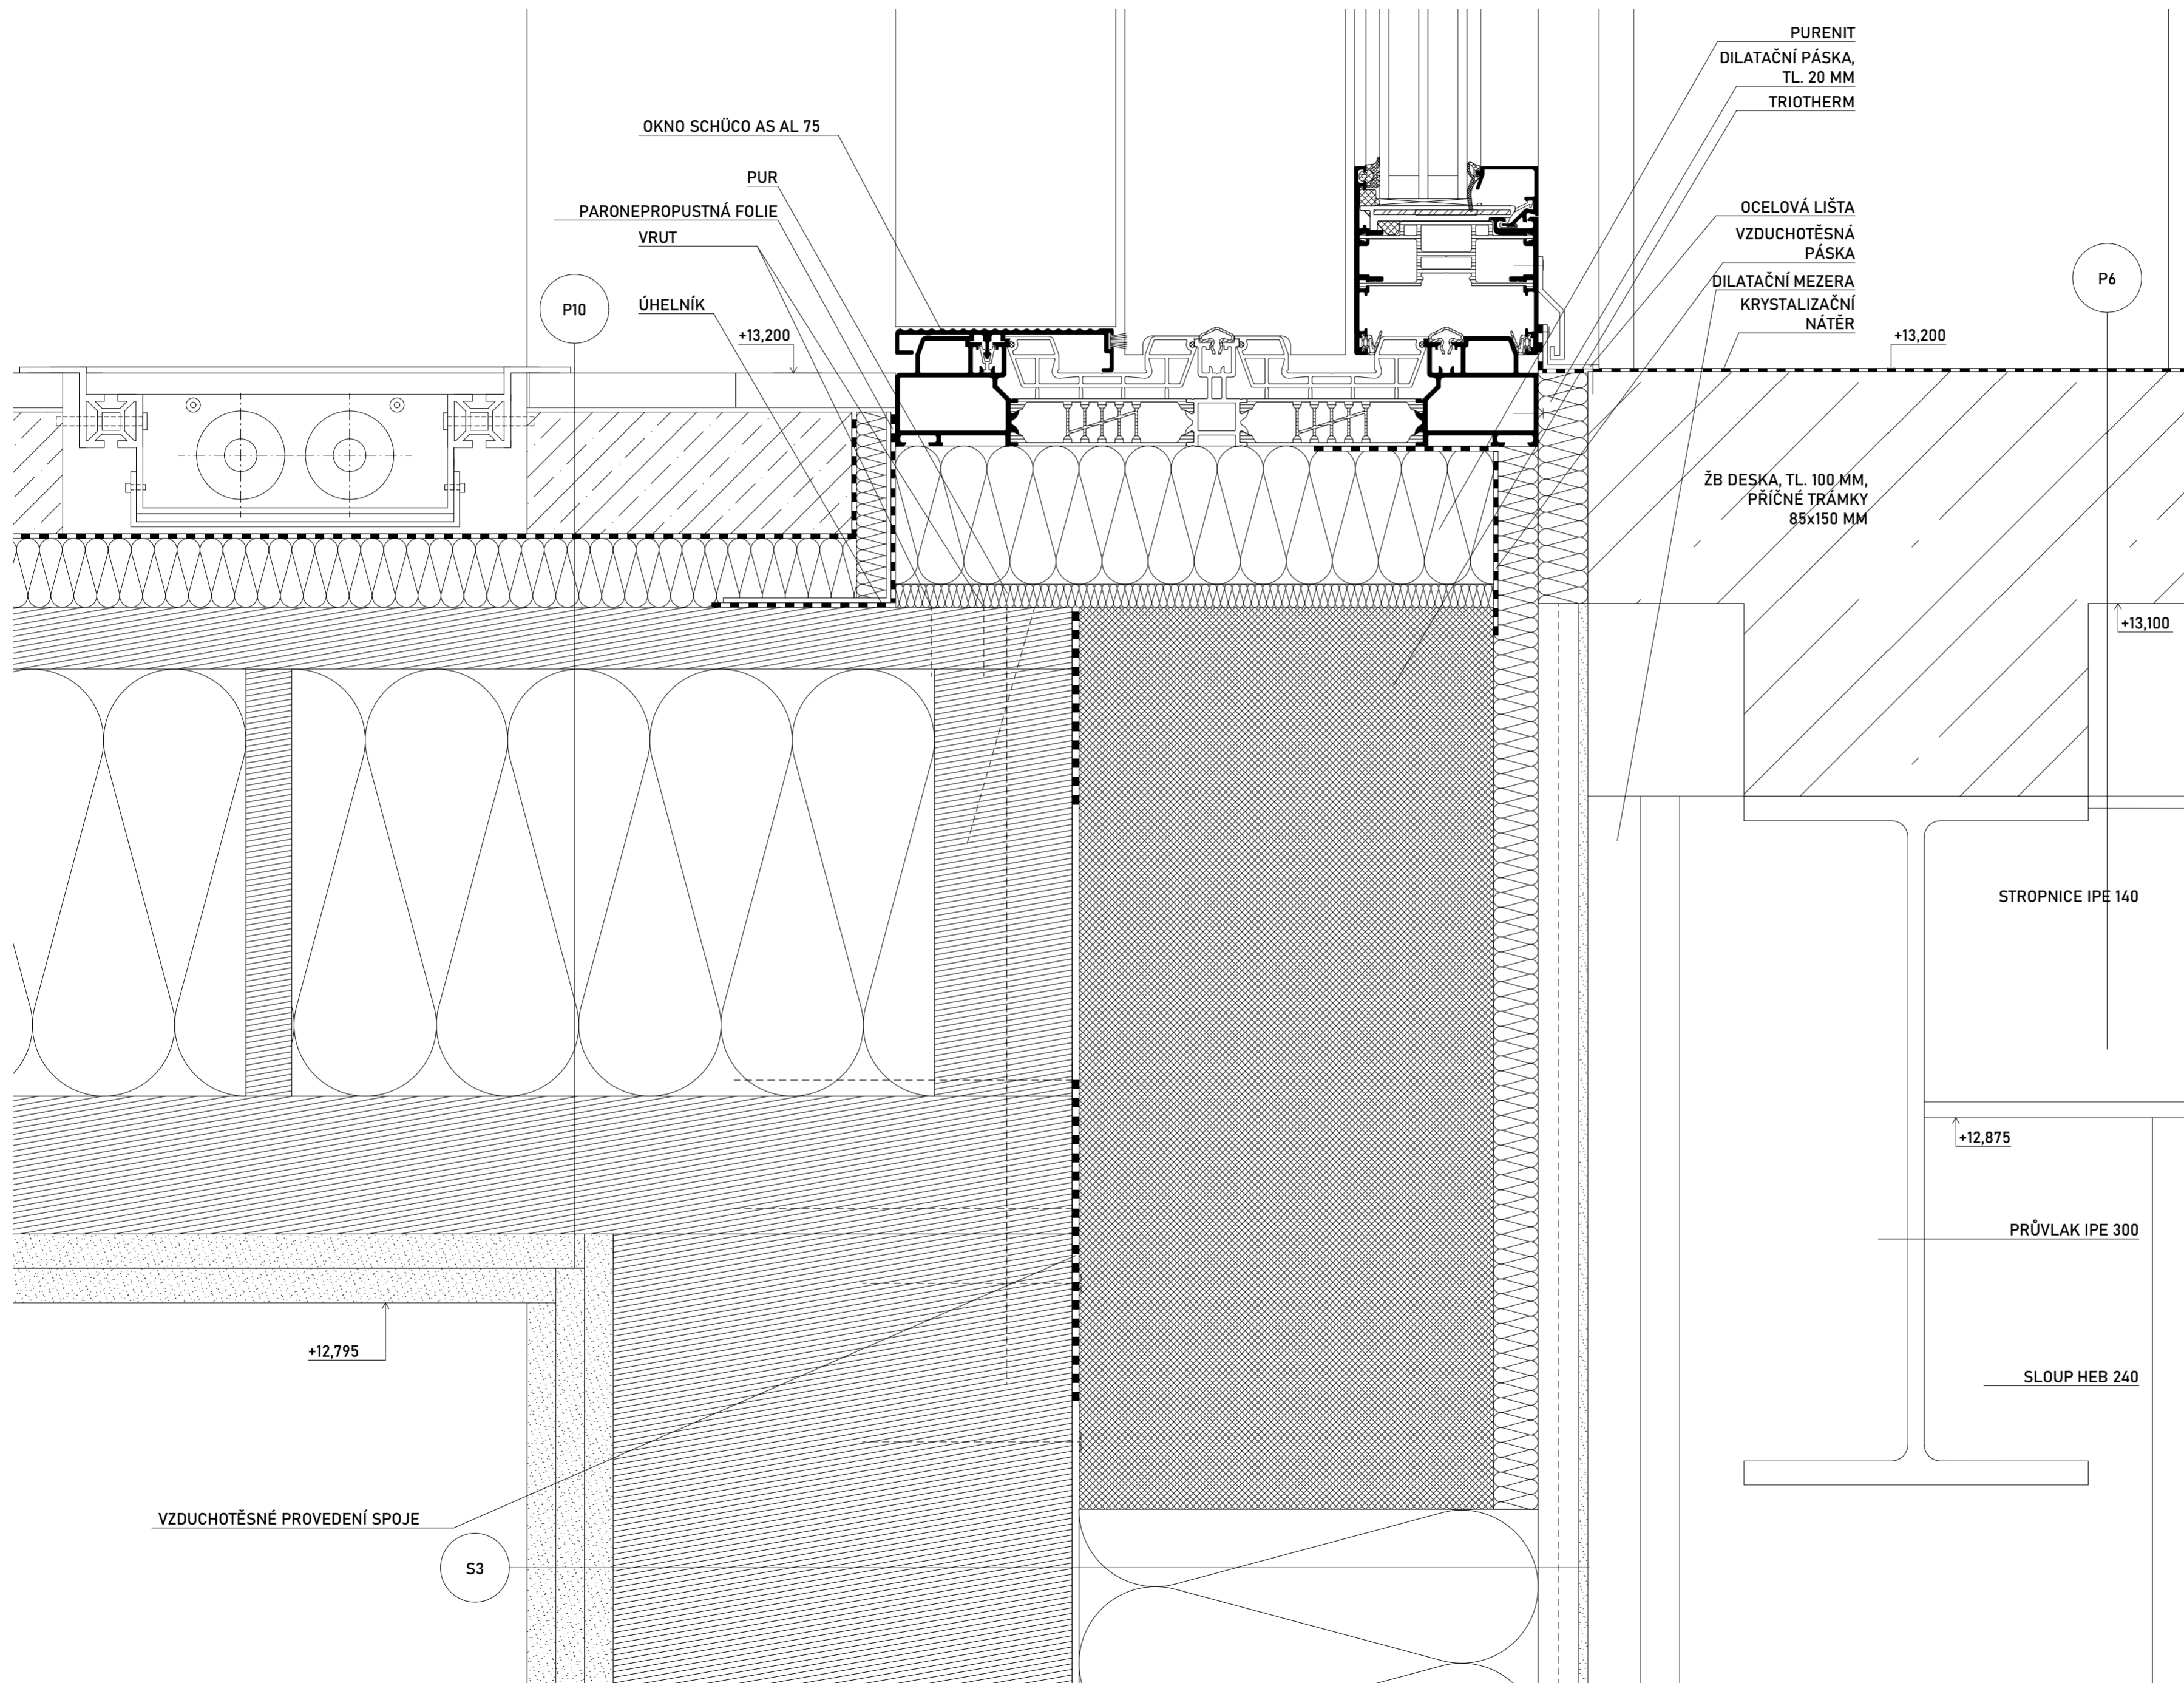 PURENIT
DILATAČNÍ PÁSKA,
TL. 20 MM
TRIOTHERM
OKNO SCHÜCO AS AL 75
PUR
PARONEPROPUSTNÁ FOLIE
VRUT
ÚHELNÍK
P10
+13,200
OCELOVÁ LIŠTA
VZDUCHOTĚSNÁ
PÁSKA
DILATAČNÍ MEZERA
KRYSTALIZAČNÍ
NÁTĚR
P6
+13,200
ŽB DESKA, TL. 100 MM,
PŘÍČNÉ TRÁMKY
85x150 MM
+13,100
STROPNICE IPE 140
+12,875
PRŮVLAK IPE 300
+12,795
SLOUP HEB 240
VZDUCHOTĚSNÉ PROVEDENÍ SPOJE
S3